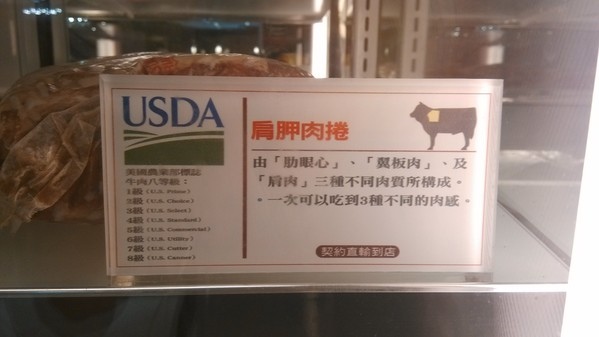 USDA
美國農業部標誌
牛肉八等級：
1級（U.S. Prime）
2級（U.S. Choice）
3級（U.S. Select）
4級（U.S. Standard）
5級（U.S. Commercial）
6級（U.S. Utility）
7級（U.S. Cutter）
8級（U.S. Canner）
肩胛肉捲
由「肋眼心」、「翼板肉」、及
「肩肉」三種不同肉質所構成。
。一次可以吃到3種不同的肉感。
契約直輸到店